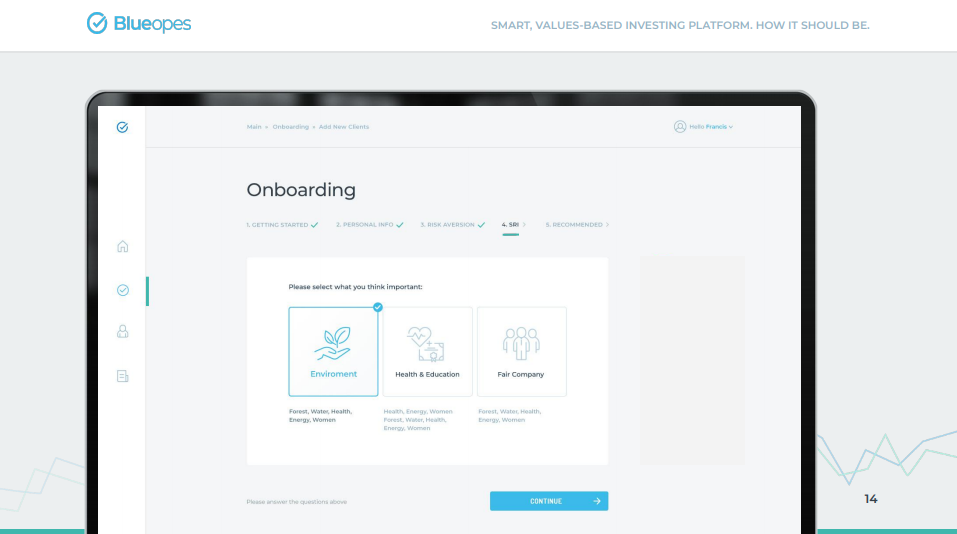 Blueopes
SMART, VALUES-BASED INVESTING PLATFORM. HOW IT SHOULD BE.
Main > Onboarding > Add New Clients
Hello Francis
Onboarding
1. GETTING STARTED
2. PERSONAL INFO
3. RISK AVERSION
4. SRI >
5. RECOMMENDED >
Please select what you think important:
Enviroment
Health & Education
Fair Company
Forest, Water, Health,
Energy, Women
Health, Energy, Women
Forest, Water, Health,
Energy, Women
Forest, Water, Health,
Energy, Women
Please answer the questions above
CONTINUE
14